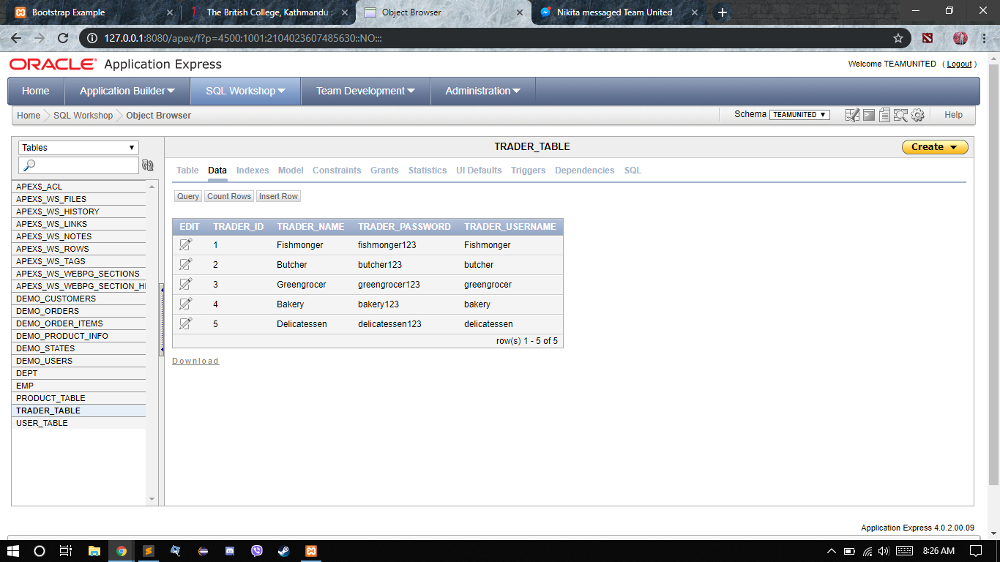 Bootstrap Example
The British College, Kathmandu
Object Browser
Nikita messaged Team United
127.0.0.1:8080/apex/f?p=4500:1001:2104023607485630::NO:::
ORACLE Application Express
Welcome TEAMUNITED ( Logout )
Home Application Builder SQL Workshop Team Development Administration
Home SQL Workshop Object Browser
Schema TEAMUNITED
Help
Tables
TRADER_TABLE
Create
Table Data Indexes Model Constraints Grants Statistics UI Defaults Triggers Dependencies SQL
Query Count Rows Insert Row
APEX$_ACL
APEX$_WS_FILES
APEX$_WS_HISTORY
APEX$_WS_LINKS
APEX$_WS_NOTES
APEX$_WS_ROWS
APEX$_WS_TAGS
APEX$_WS_WEBPG_SECTIONS
APEX$_WS_WEBPG_SECTION_HI
DEMO_CUSTOMERS
DEMO_ORDERS
DEMO_ORDER_ITEMS
DEMO_PRODUCT_INFO
DEMO_STATES
DEMO_USERS
DEPT
EMP
PRODUCT_TABLE
TRADER_TABLE
USER_TABLE
EDIT TRADER_ID TRADER_NAME TRADER_PASSWORD TRADER_USERNAME
1 Fishmonger fishmonger123 Fishmonger
2 Butcher butcher123 butcher
3 Greengrocer greengrocer123 greengrocer
4 Bakery bakery123 bakery
5 Delicatessen delicatessen123 delicatessen
row(s) 1 - 5 of 5
Download
Application Express 4.0.2.00.09
8:26 AM